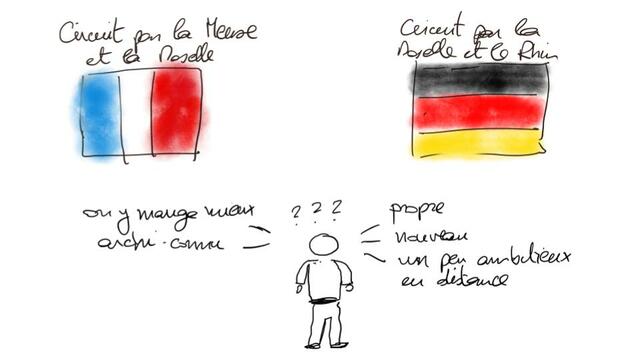 Circuit par la Meuse
et la Moselle
Circuit par la
Moselle et le Rhin
on y mange mieux
archi-connu
? ? ?
propre
nouveau
un peu ambitieux
en distance